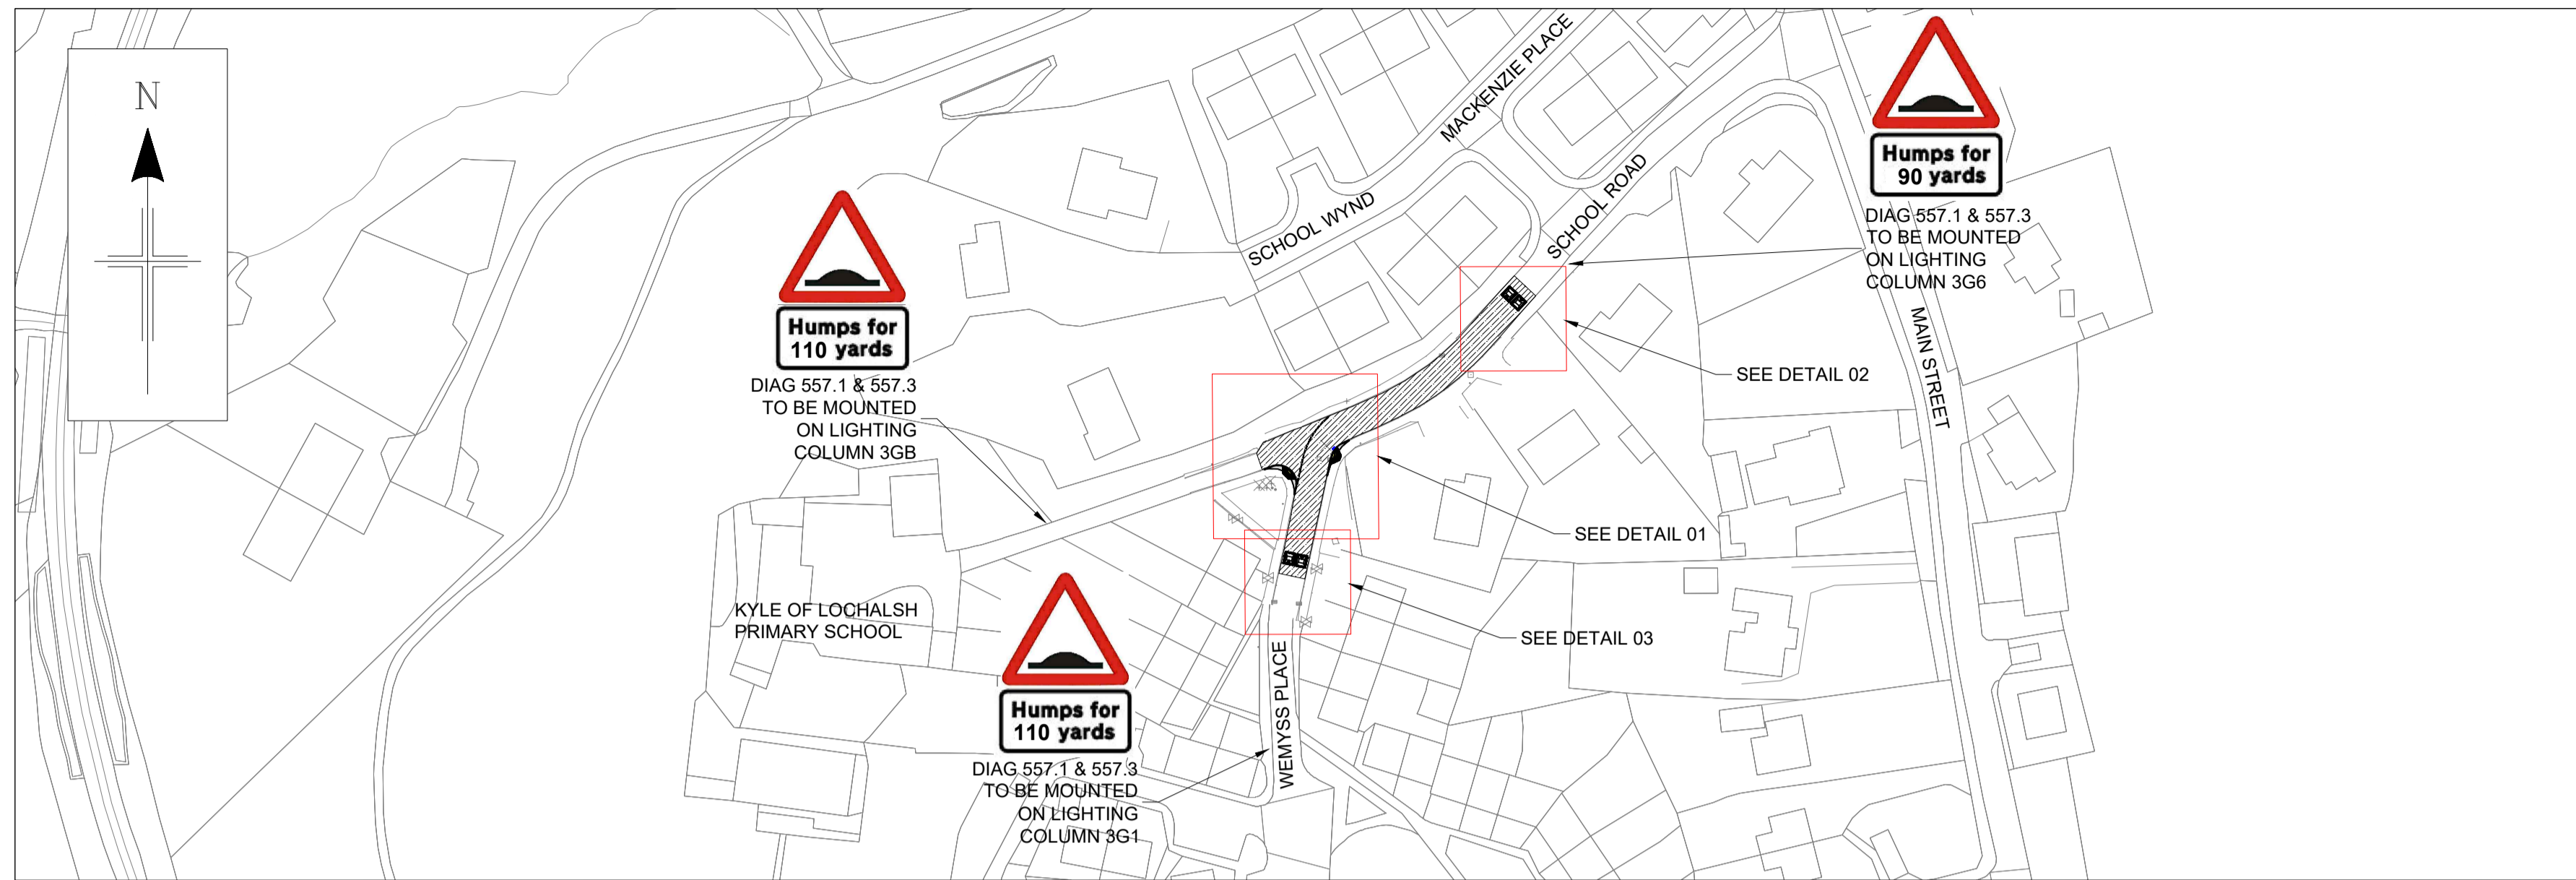 N
MACKENZIE PLACE
SCHOOL WYND
SCHOOL ROAD
Humps for
90 yards
DIAG 557.1 & 557.3
TO BE MOUNTED
ON LIGHTING
COLUMN 3G6
MAIN STREET
Humps for
110 yards
DIAG 557.1 & 557.3
TO BE MOUNTED
ON LIGHTING
COLUMN 3GB
SEE DETAIL 02
SEE DETAIL 01
SEE DETAIL 03
KYLE OF LOCHALSH
PRIMARY SCHOOL
Humps for
110 yards
DIAG 557.1 & 557.3
TO BE MOUNTED
ON LIGHTING
COLUMN 3G1
WEMYSS PLACE